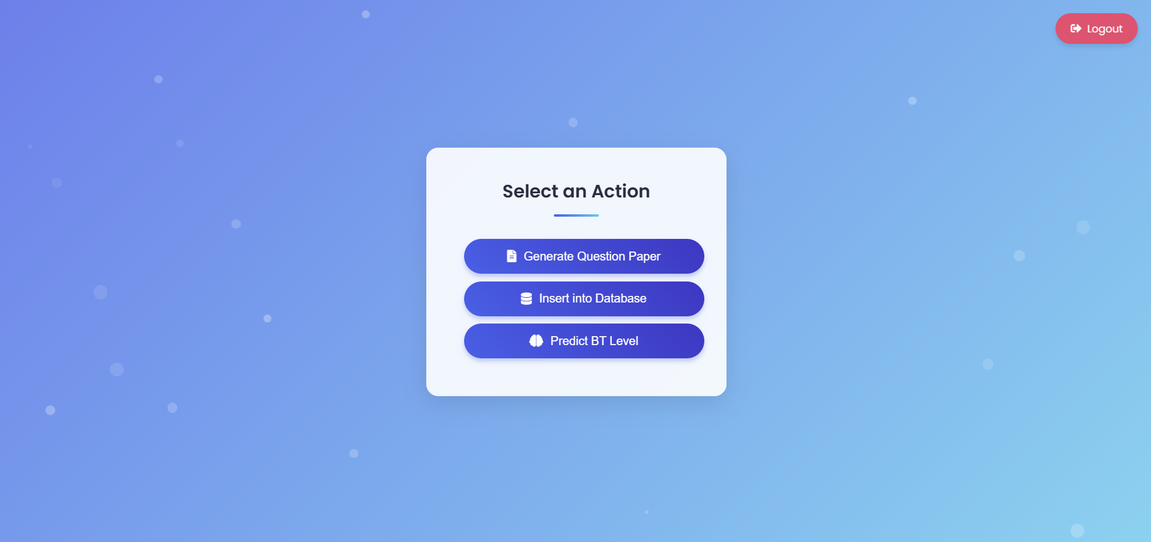 Logout
Select an Action
Generate Question Paper
Insert into Database
Predict BT Level